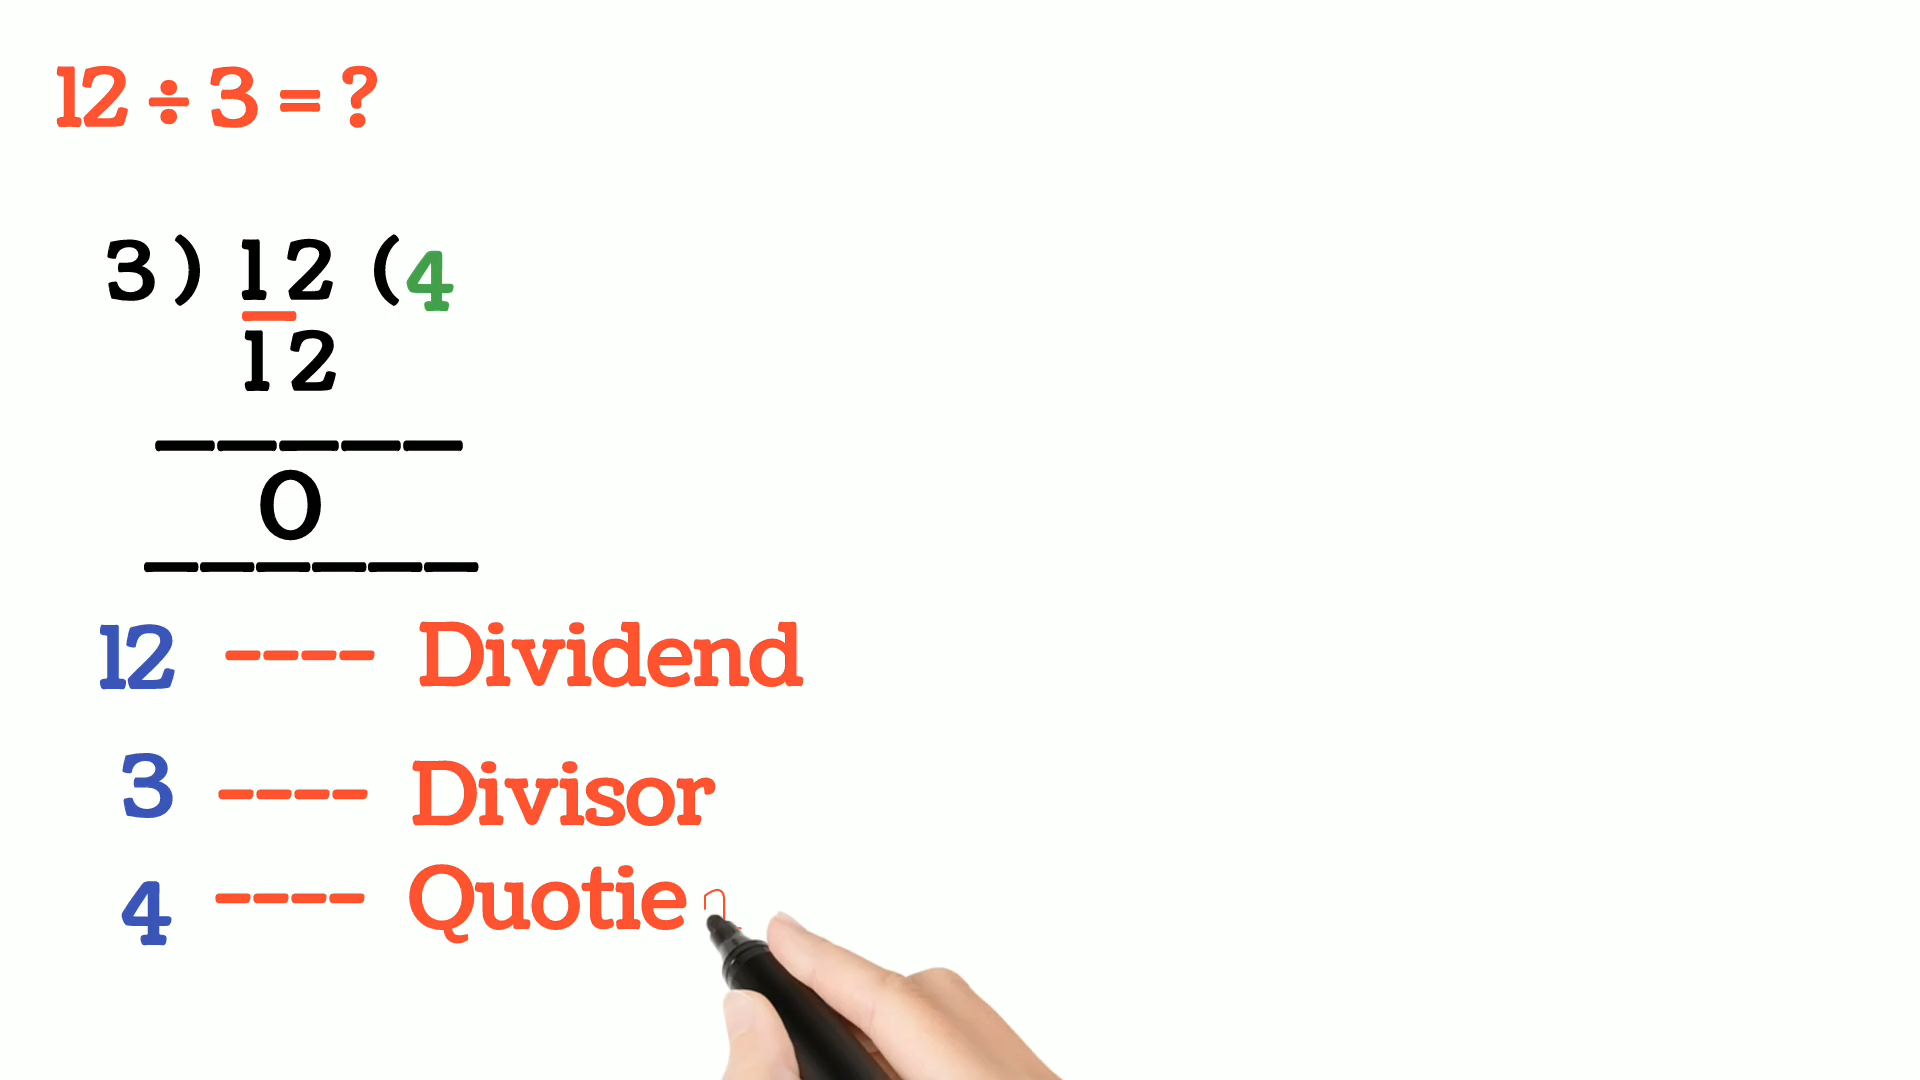 12 ÷ 3 = ?
3 ) 12 ( 4
12
0
12 ---- Dividend
3 ---- Divisor
4 ---- Quotie